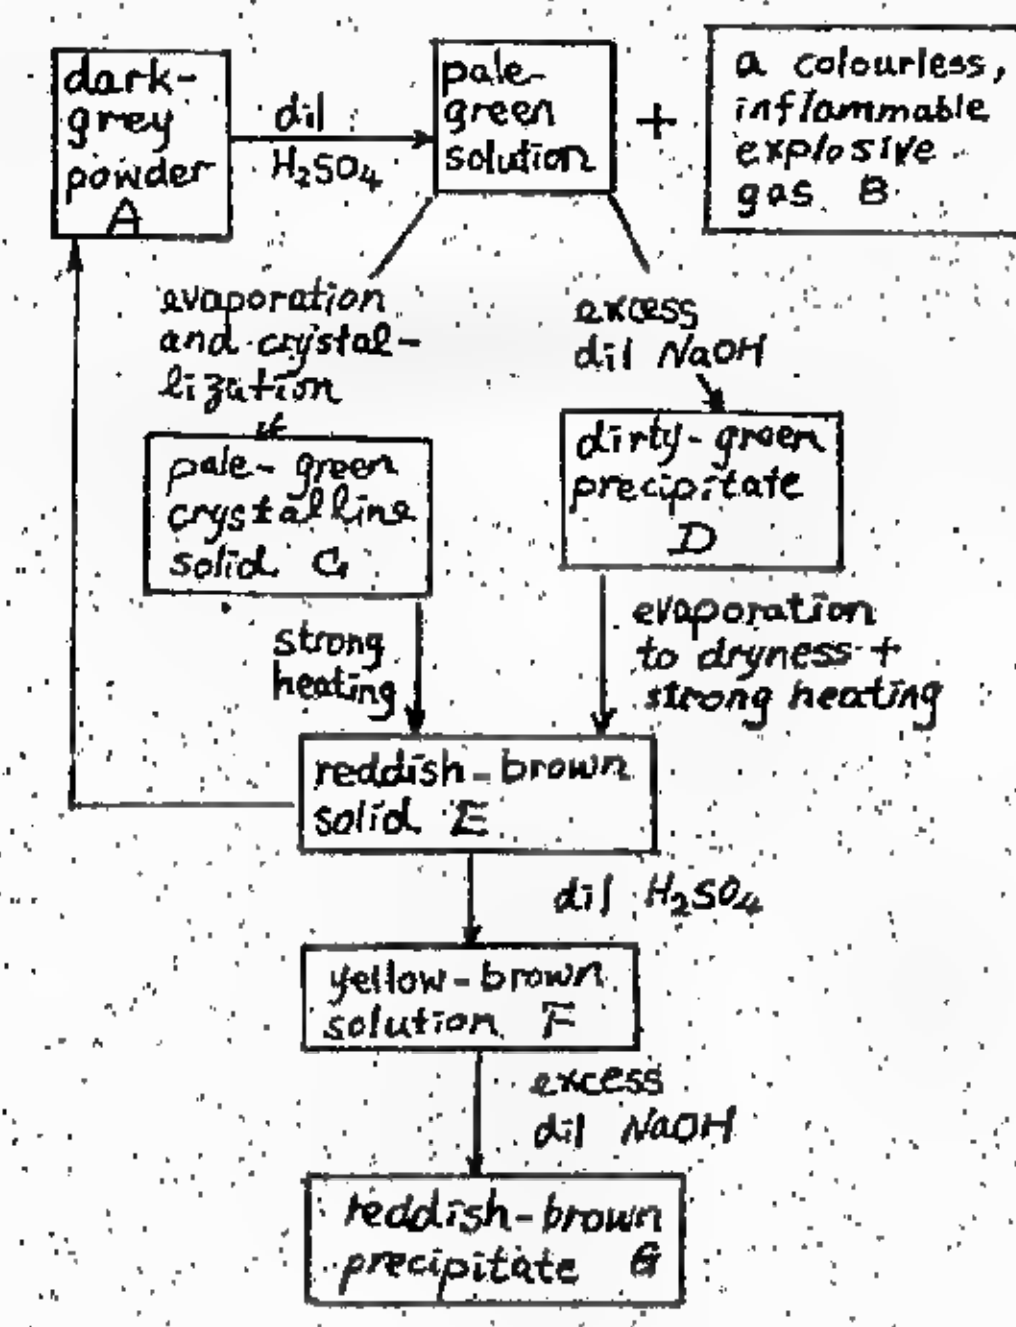 dark-
grey
powder
A
dil
H₂SO₄
pale-
green
solution
+
a colourless,
inflammable
explosive
gas B
evaporation
and crystal-
lization
excess
dil NaOH
pale-green
crystalline
solid C
dirty-green
precipitate
D
strong
heating
evaporation
to dryness +
strong heating
reddish-brown
solid E
dil H₂SO₄
yellow-brown
solution F
excess
dil NaOH
reddish-brown
precipitate G